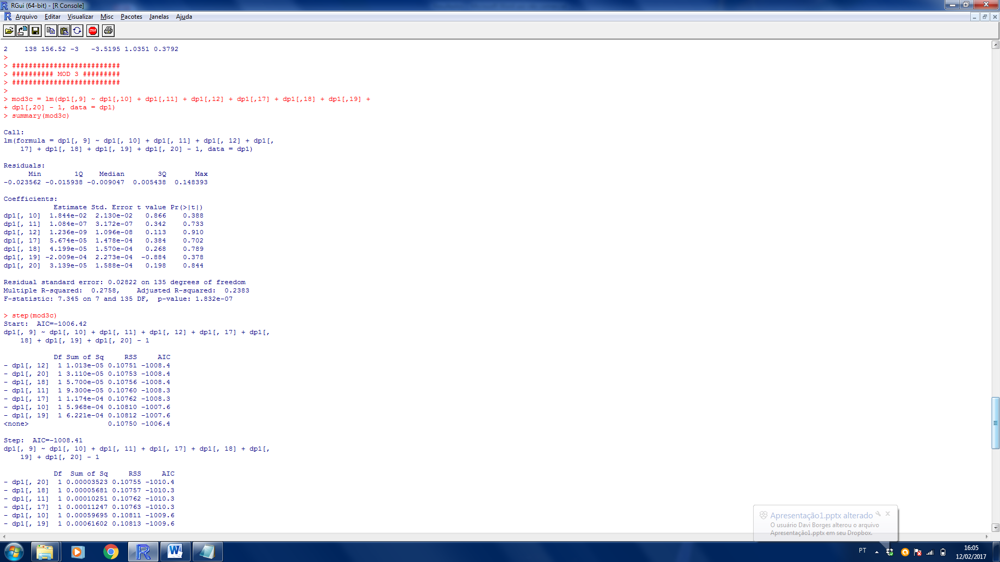 RGui (64-bit) - [R Console]
Arquivo Editar Visualizar Misc Pacotes Janelas Ajuda
STOP
2    138 156.52 -3   -3.5195 1.0351 0.3792
>
> ##########################
> ########## MOD 3 #########
> ##########################
>
> mod3c = lm(dp1[,9] ~ dp1[,10] + dp1[,11] + dp1[,12] + dp1[,17] + dp1[,18] + dp1[,19] +
+ dp1[,20] - 1, data = dp1)
> summary(mod3c)
Call:
lm(formula = dp1[, 9] ~ dp1[, 10] + dp1[, 11] + dp1[, 12] + dp1[,
    17] + dp1[, 18] + dp1[, 19] + dp1[, 20] - 1, data = dp1)
Residuals:
      Min        1Q    Median        3Q       Max
-0.023562 -0.015938 -0.009047  0.005438  0.148393
Coefficients:
            Estimate Std. Error t value Pr(>|t|)
dp1[, 10]  1.844e-02  2.130e-02   0.866    0.388
dp1[, 11]  1.084e-07  3.172e-07   0.342    0.733
dp1[, 12]  1.236e-09  1.096e-08   0.113    0.910
dp1[, 17]  5.674e-05  1.478e-04   0.384    0.702
dp1[, 18]  4.199e-05  1.570e-04   0.268    0.789
dp1[, 19] -2.009e-04  2.273e-04  -0.884    0.378
dp1[, 20]  3.139e-05  1.588e-04   0.198    0.844
Residual standard error: 0.02822 on 135 degrees of freedom
Multiple R-squared:  0.2758,    Adjusted R-squared:  0.2383
F-statistic: 7.345 on 7 and 135 DF,  p-value: 1.832e-07
> step(mod3c)
Start:  AIC=-1006.42
dp1[, 9] ~ dp1[, 10] + dp1[, 11] + dp1[, 12] + dp1[, 17] + dp1[,
    18] + dp1[, 19] + dp1[, 20] - 1
            Df Sum of Sq     RSS     AIC
- dp1[, 12]  1 1.013e-05 0.10751 -1008.4
- dp1[, 20]  1 3.110e-05 0.10753 -1008.4
- dp1[, 18]  1 5.700e-05 0.10756 -1008.4
- dp1[, 11]  1 9.300e-05 0.10760 -1008.3
- dp1[, 17]  1 1.174e-04 0.10762 -1008.3
- dp1[, 10]  1 5.968e-04 0.10810 -1007.6
- dp1[, 19]  1 6.221e-04 0.10812 -1007.6
<none>                   0.10750 -1006.4
Step:  AIC=-1008.41
dp1[, 9] ~ dp1[, 10] + dp1[, 11] + dp1[, 17] + dp1[, 18] + dp1[,
    19] + dp1[, 20] - 1
            Df  Sum of Sq     RSS     AIC
- dp1[, 20]  1 0.00003523 0.10755 -1010.4
- dp1[, 18]  1 0.00005681 0.10757 -1010.3
- dp1[, 11]  1 0.00010251 0.10762 -1010.3
- dp1[, 17]  1 0.00011247 0.10763 -1010.3
- dp1[, 10]  1 0.00059695 0.10811 -1009.6
- dp1[, 19]  1 0.00061602 0.10813 -1009.6
Apresentação1.pptx alterado
O usuário Davi Borges alterou o arquivo
Apresentação1.pptx em seu Dropbox.
PT
16:05
12/02/2017